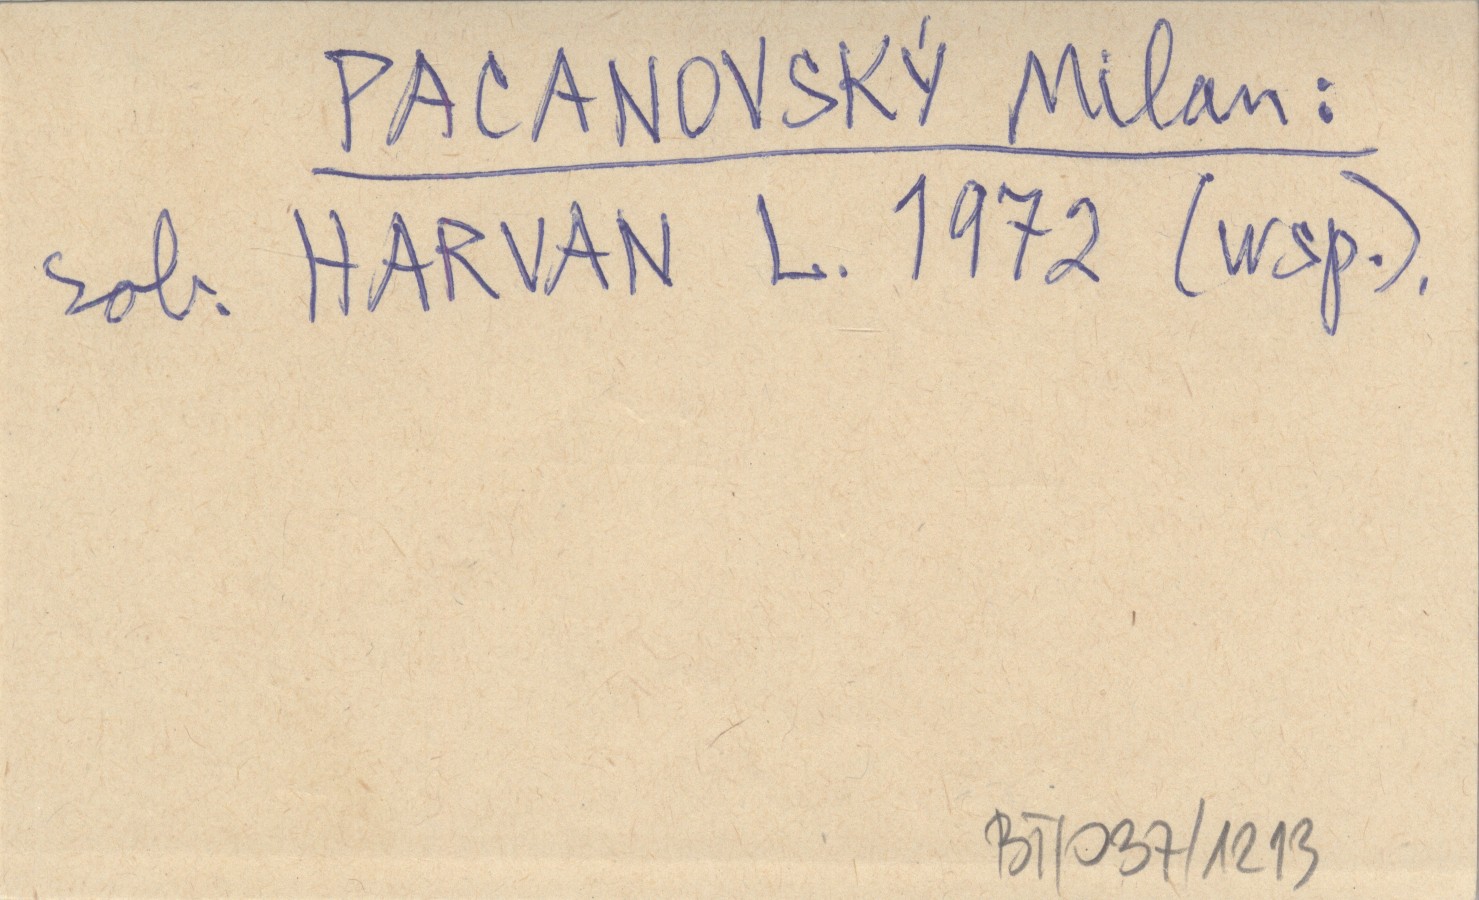 PACANOVSKÝ Milan:
zob. HARVAN L. 1972 (wsp.).
BT/037/1213